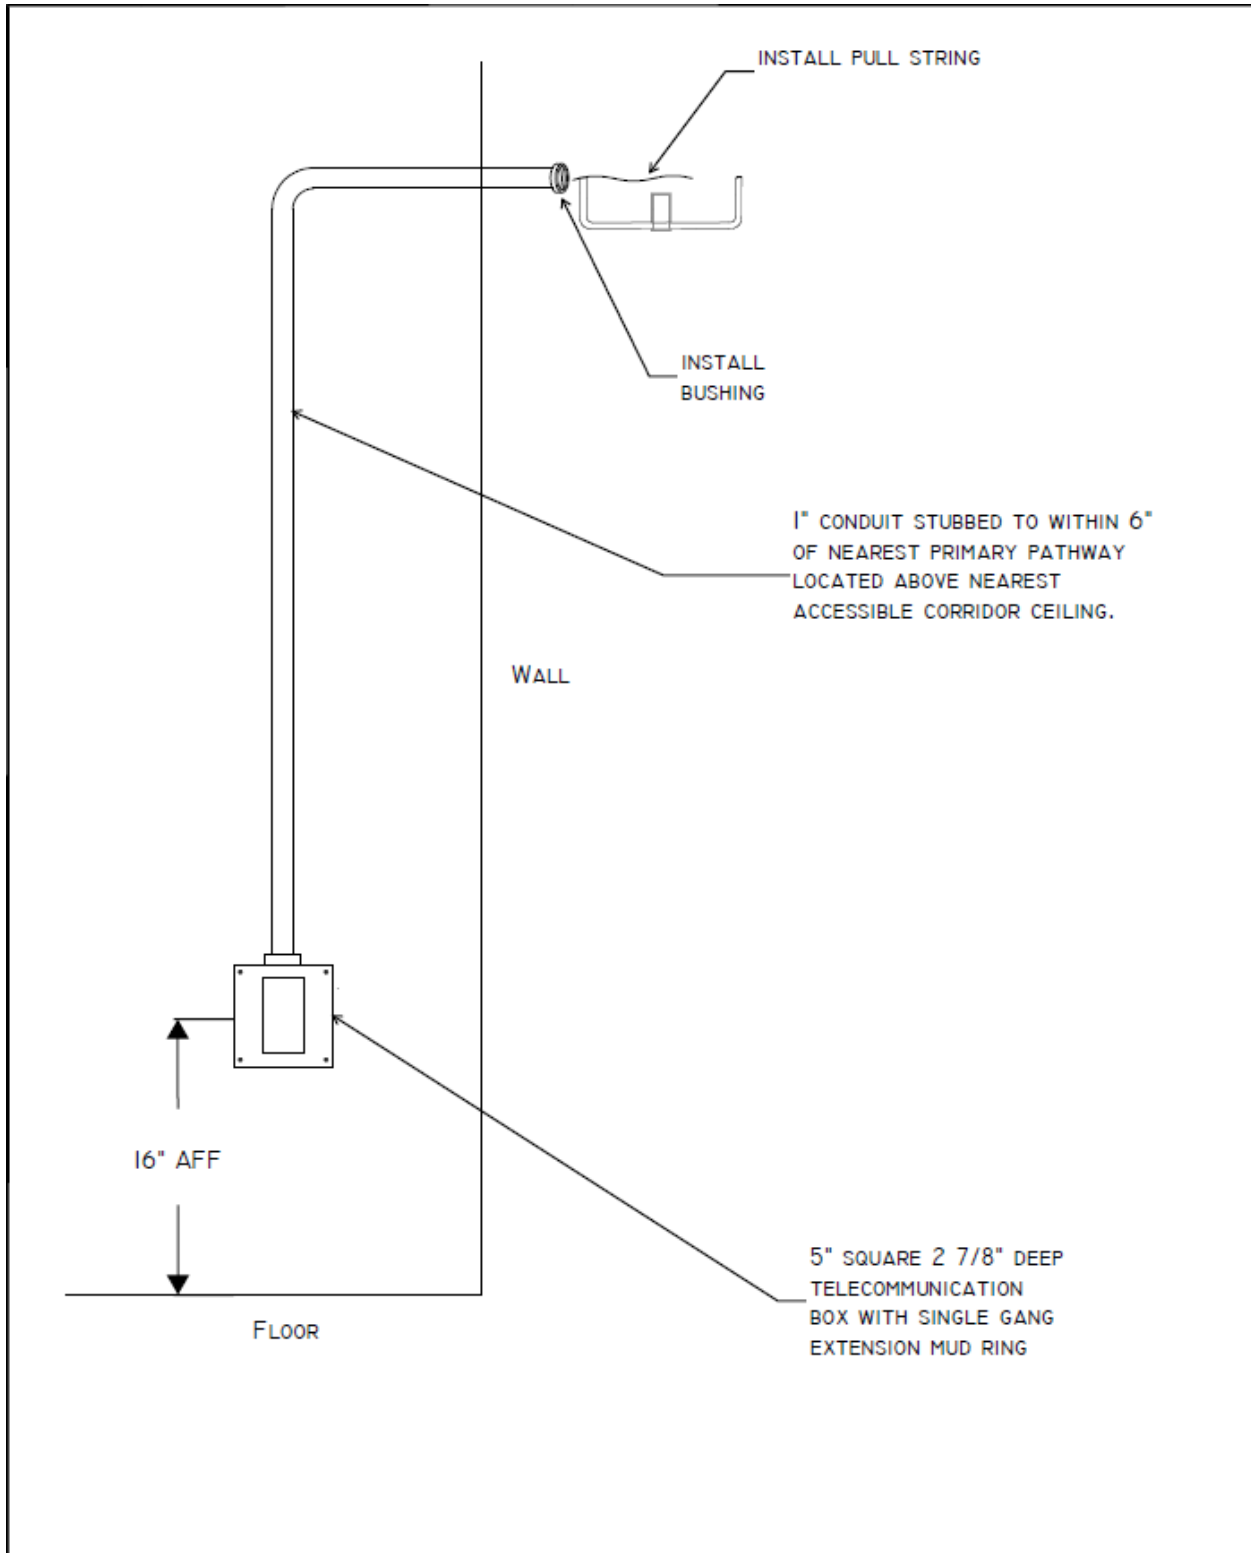 INSTALL PULL STRING
INSTALL
BUSHING
1" CONDUIT STUBBED TO WITHIN 6"
OF NEAREST PRIMARY PATHWAY
LOCATED ABOVE NEAREST
ACCESSIBLE CORRIDOR CEILING.
WALL
16" AFF
5" SQUARE 2 7/8" DEEP
TELECOMMUNICATION
BOX WITH SINGLE GANG
EXTENSION MUD RING
FLOOR